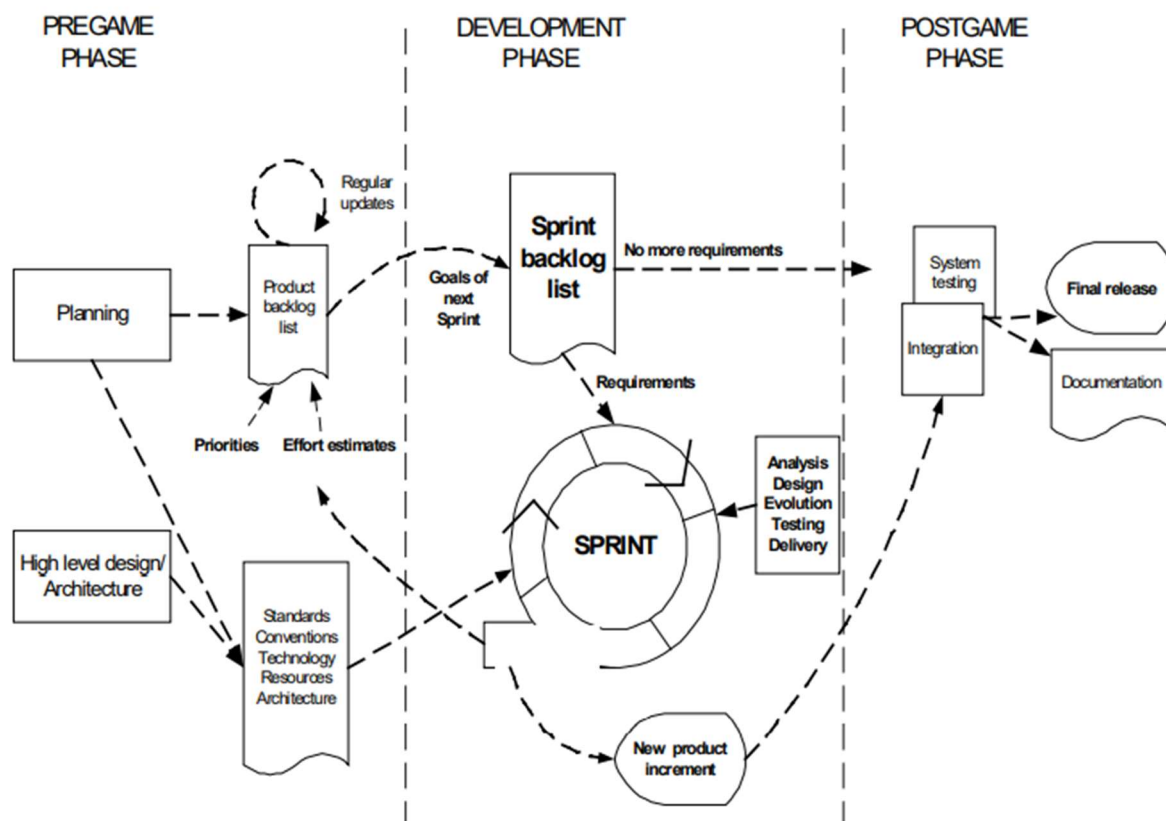 PREGAME
PHASE
DEVELOPMENT
PHASE
POSTGAME
PHASE
Regular
updates
Planning
Product
backlog
list
Priorities
Effort estimates
High level design/
Architecture
Standards
Conventions
Technology
Resources
Architecture
Goals of
next
Sprint
Sprint
backlog
list
No more requirements
Requirements
SPRINT
Analysis
Design
Evolution
Testing
Delivery
New product
increment
System
testing
Integration
Final release
Documentation